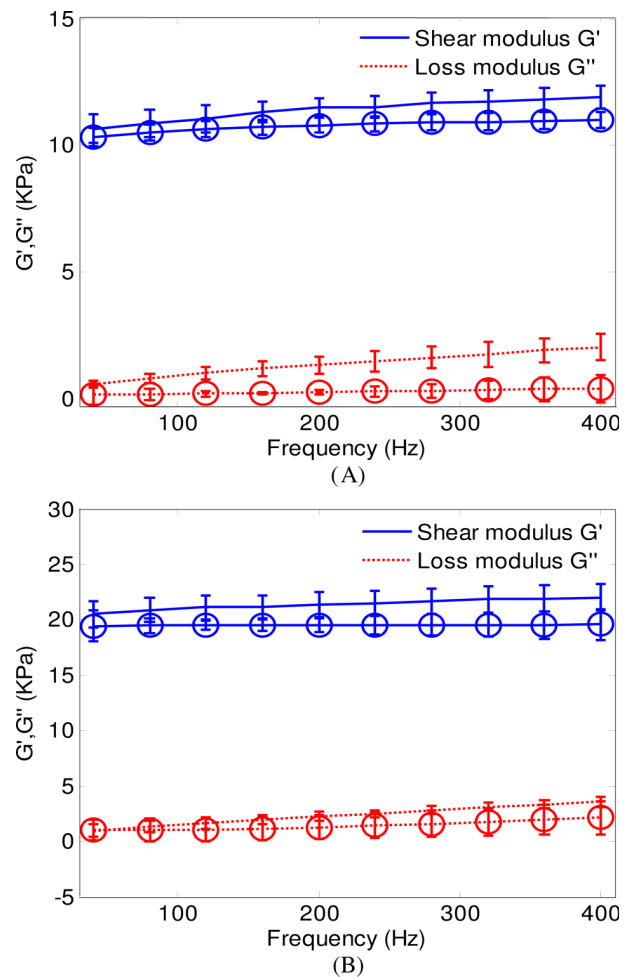 15
Shear modulus G'
Loss modulus G''
10
G',G'' (KPa)
5
0
100 200 300 400
Frequency (Hz)
(A)
30
Shear modulus G'
Loss modulus G''
25
20
15
G',G'' (KPa)
10
5
0
-5
100 200 300 400
Frequency (Hz)
(B)